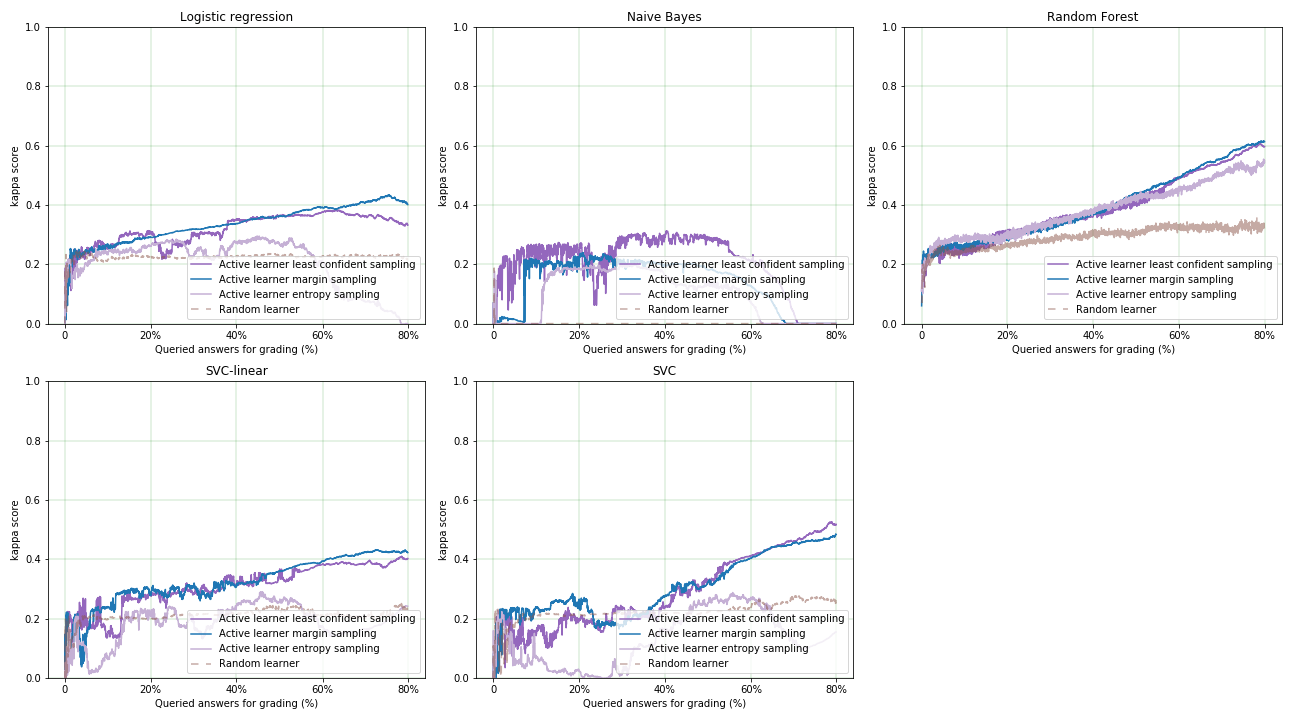 Logistic regression
1.0
0.8
0.6
0.4
0.2
0.0
kappa score
Active learner least confident sampling
Active learner margin sampling
Active learner entropy sampling
Random learner
0 20% 40% 60% 80%
Queried answers for grading (%)
Naive Bayes
1.0
0.8
0.6
0.4
0.2
0.0
kappa score
Active learner least confident sampling
Active learner margin sampling
Active learner entropy sampling
Random learner
0 20% 40% 60% 80%
Queried answers for grading (%)
Random Forest
1.0
0.8
0.6
0.4
0.2
0.0
kappa score
Active learner least confident sampling
Active learner margin sampling
Active learner entropy sampling
Random learner
0 20% 40% 60% 80%
Queried answers for grading (%)
SVC-linear
1.0
0.8
0.6
0.4
0.2
0.0
kappa score
Active learner least confident sampling
Active learner margin sampling
Active learner entropy sampling
Random learner
0 20% 40% 60% 80%
Queried answers for grading (%)
SVC
1.0
0.8
0.6
0.4
0.2
0.0
kappa score
Active learner least confident sampling
Active learner margin sampling
Active learner entropy sampling
Random learner
0 20% 40% 60% 80%
Queried answers for grading (%)